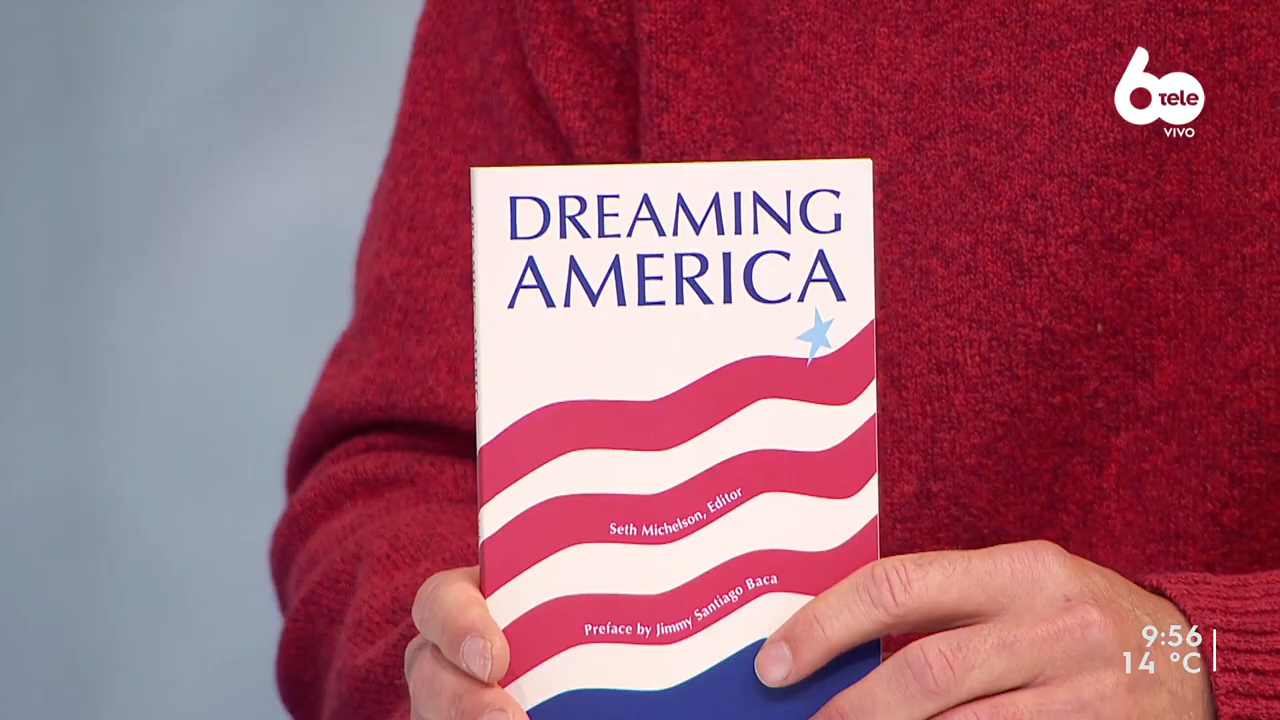 6
Tele
VIVO
DREAMING
AMERICA
Seth Michelson, Editor
Preface by Jimmy Santiago Baca
9:56
14 °C